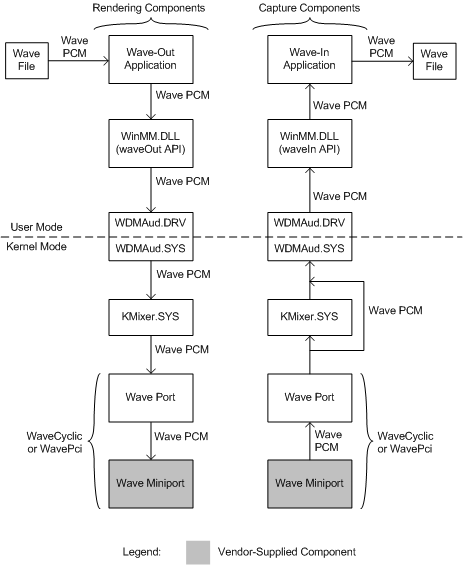 Rendering Components
Capture Components
Wave
File
Wave
PCM
Wave-Out
Application
Wave-In
Application
Wave
PCM
Wave
File
Wave PCM
Wave PCM
WinMM.DLL
(waveOut API)
WinMM.DLL
(waveIn API)
Wave PCM
Wave PCM
User Mode
WDMAud.DRV
WDMAud.DRV
Kernel Mode
WDMAud.SYS
WDMAud.SYS
Wave PCM
KMixer.SYS
KMixer.SYS
Wave PCM
Wave PCM
Wave Port
Wave Port
WaveCyclic
or WavePci
Wave PCM
Wave
PCM
WaveCyclic
or WavePci
Wave Miniport
Wave Miniport
Legend:
Vendor-Supplied Component